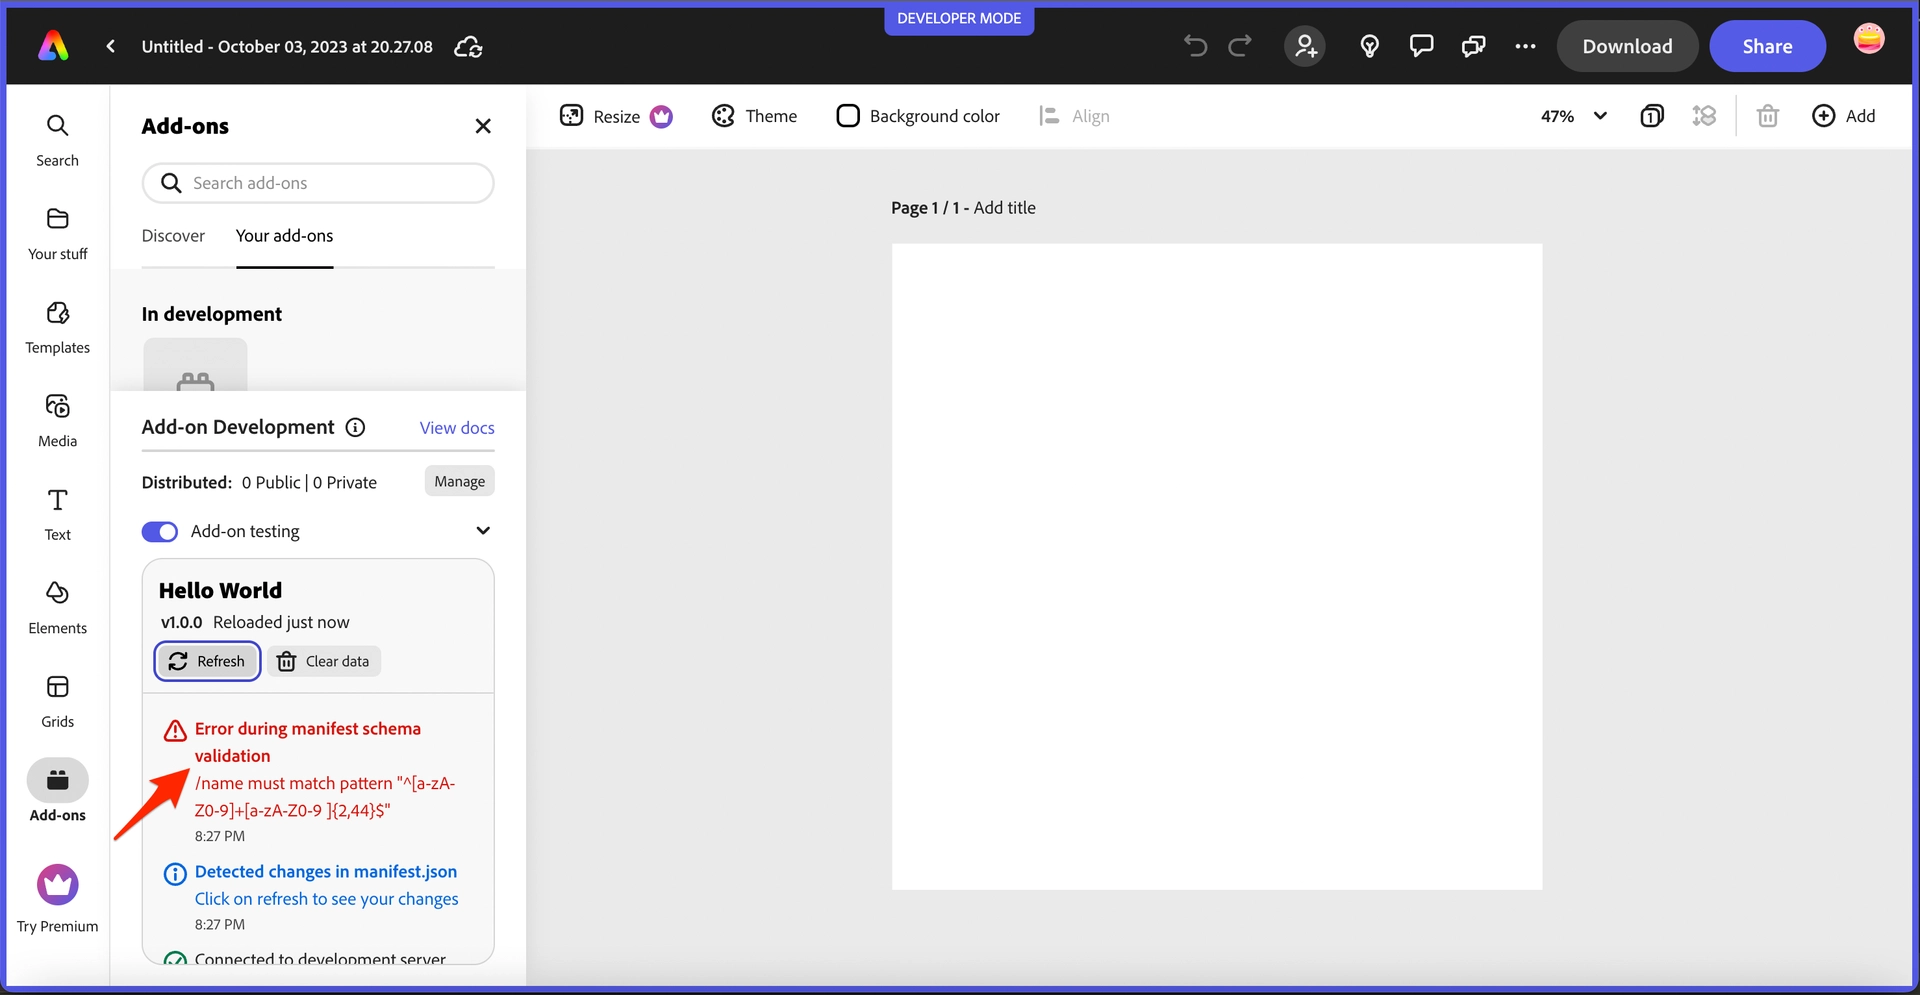 DEVELOPER MODE
Untitled - October 03, 2023 at 20.27.08
Download
Share
Search
Your stuff
Templates
Media
Text
Elements
Grids
Add-ons
Try Premium
Add-ons
Search add-ons
Discover
Your add-ons
In development
Add-on Development
View docs
Distributed: 0 Public | 0 Private
Manage
Add-on testing
Hello World
v1.0.0 Reloaded just now
Refresh
Clear data
Error during manifest schema
validation
/name must match pattern "^[a-zA-
Z0-9]+[a-zA-Z0-9 ]{2,44}$"
8:27 PM
Detected changes in manifest.json
Click on refresh to see your changes
8:27 PM
Connected to development server
Resize
Theme
Background color
Align
47%
1
Add
Page 1 / 1 - Add title